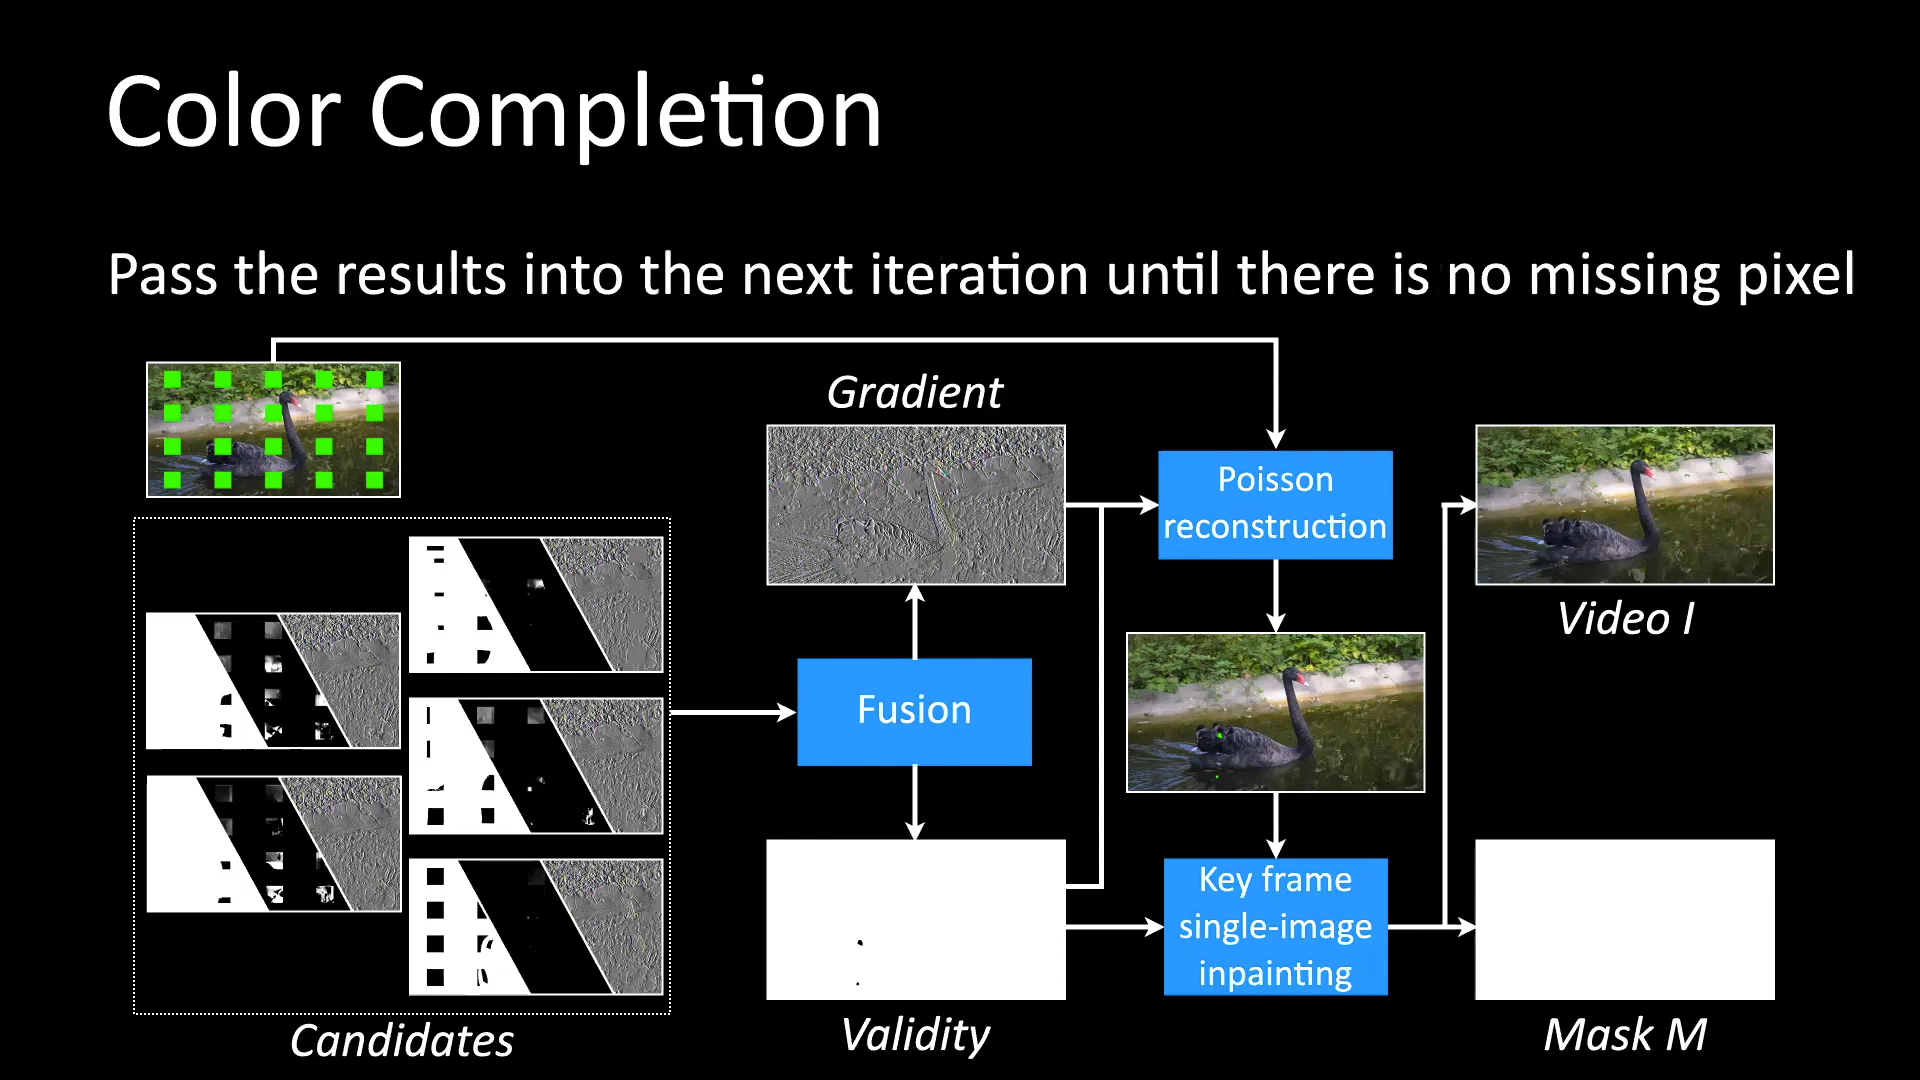 Color Completion
Pass the results into the next iteration until there is no missing pixel
Gradient
Poisson
reconstruction
Video I
Fusion
Key frame
single-image
inpainting
Candidates
Validity
Mask M